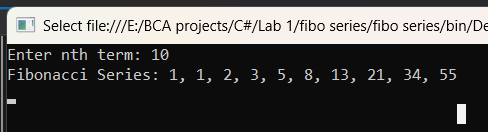 Select file:///E:/BCA projects/C#/Lab 1/fibo series/fibo series/bin/De
Enter nth term: 10
Fibonacci Series: 1, 1, 2, 3, 5, 8, 13, 21, 34, 55